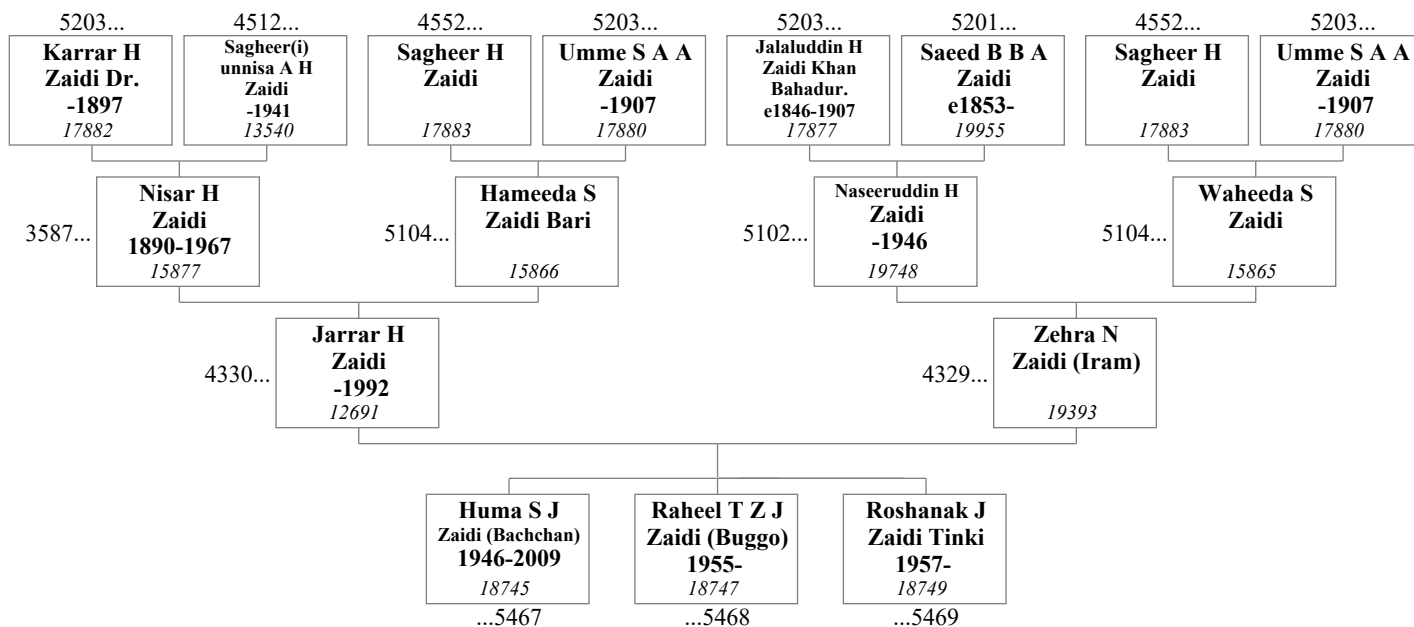 5203...
4512...
4552...
5203...
5203...
5201...
4552...
5203...
Karrar H
Zaidi Dr.
-1897
17882
Sagheer(i)
unnisa A H
Zaidi
-1941
13540
Sagheer H
Zaidi
17883
Umme S A A
Zaidi
-1907
17880
Jalaluddin H
Zaidi Khan
Bahadur.
e1846-1907
17877
Saeed B B A
Zaidi
e1853-
19955
Sagheer H
Zaidi
17883
Umme S A A
Zaidi
-1907
17880
3587...
Nisar H
Zaidi
1890-1967
15877
5104...
Hameeda S
Zaidi Bari
15866
5102...
Naseeruddin H
Zaidi
-1946
19748
5104...
Waheeda S
Zaidi
15865
4330...
Jarrar H
Zaidi
-1992
12691
4329...
Zehra N
Zaidi (Iram)
19393
Huma S J
Zaidi (Bachchan)
1946-2009
18745
...5467
Raheel T Z J
Zaidi (Buggo)
1955-
18747
...5468
Roshanak J
Zaidi Tinki
1957-
18749
...5469